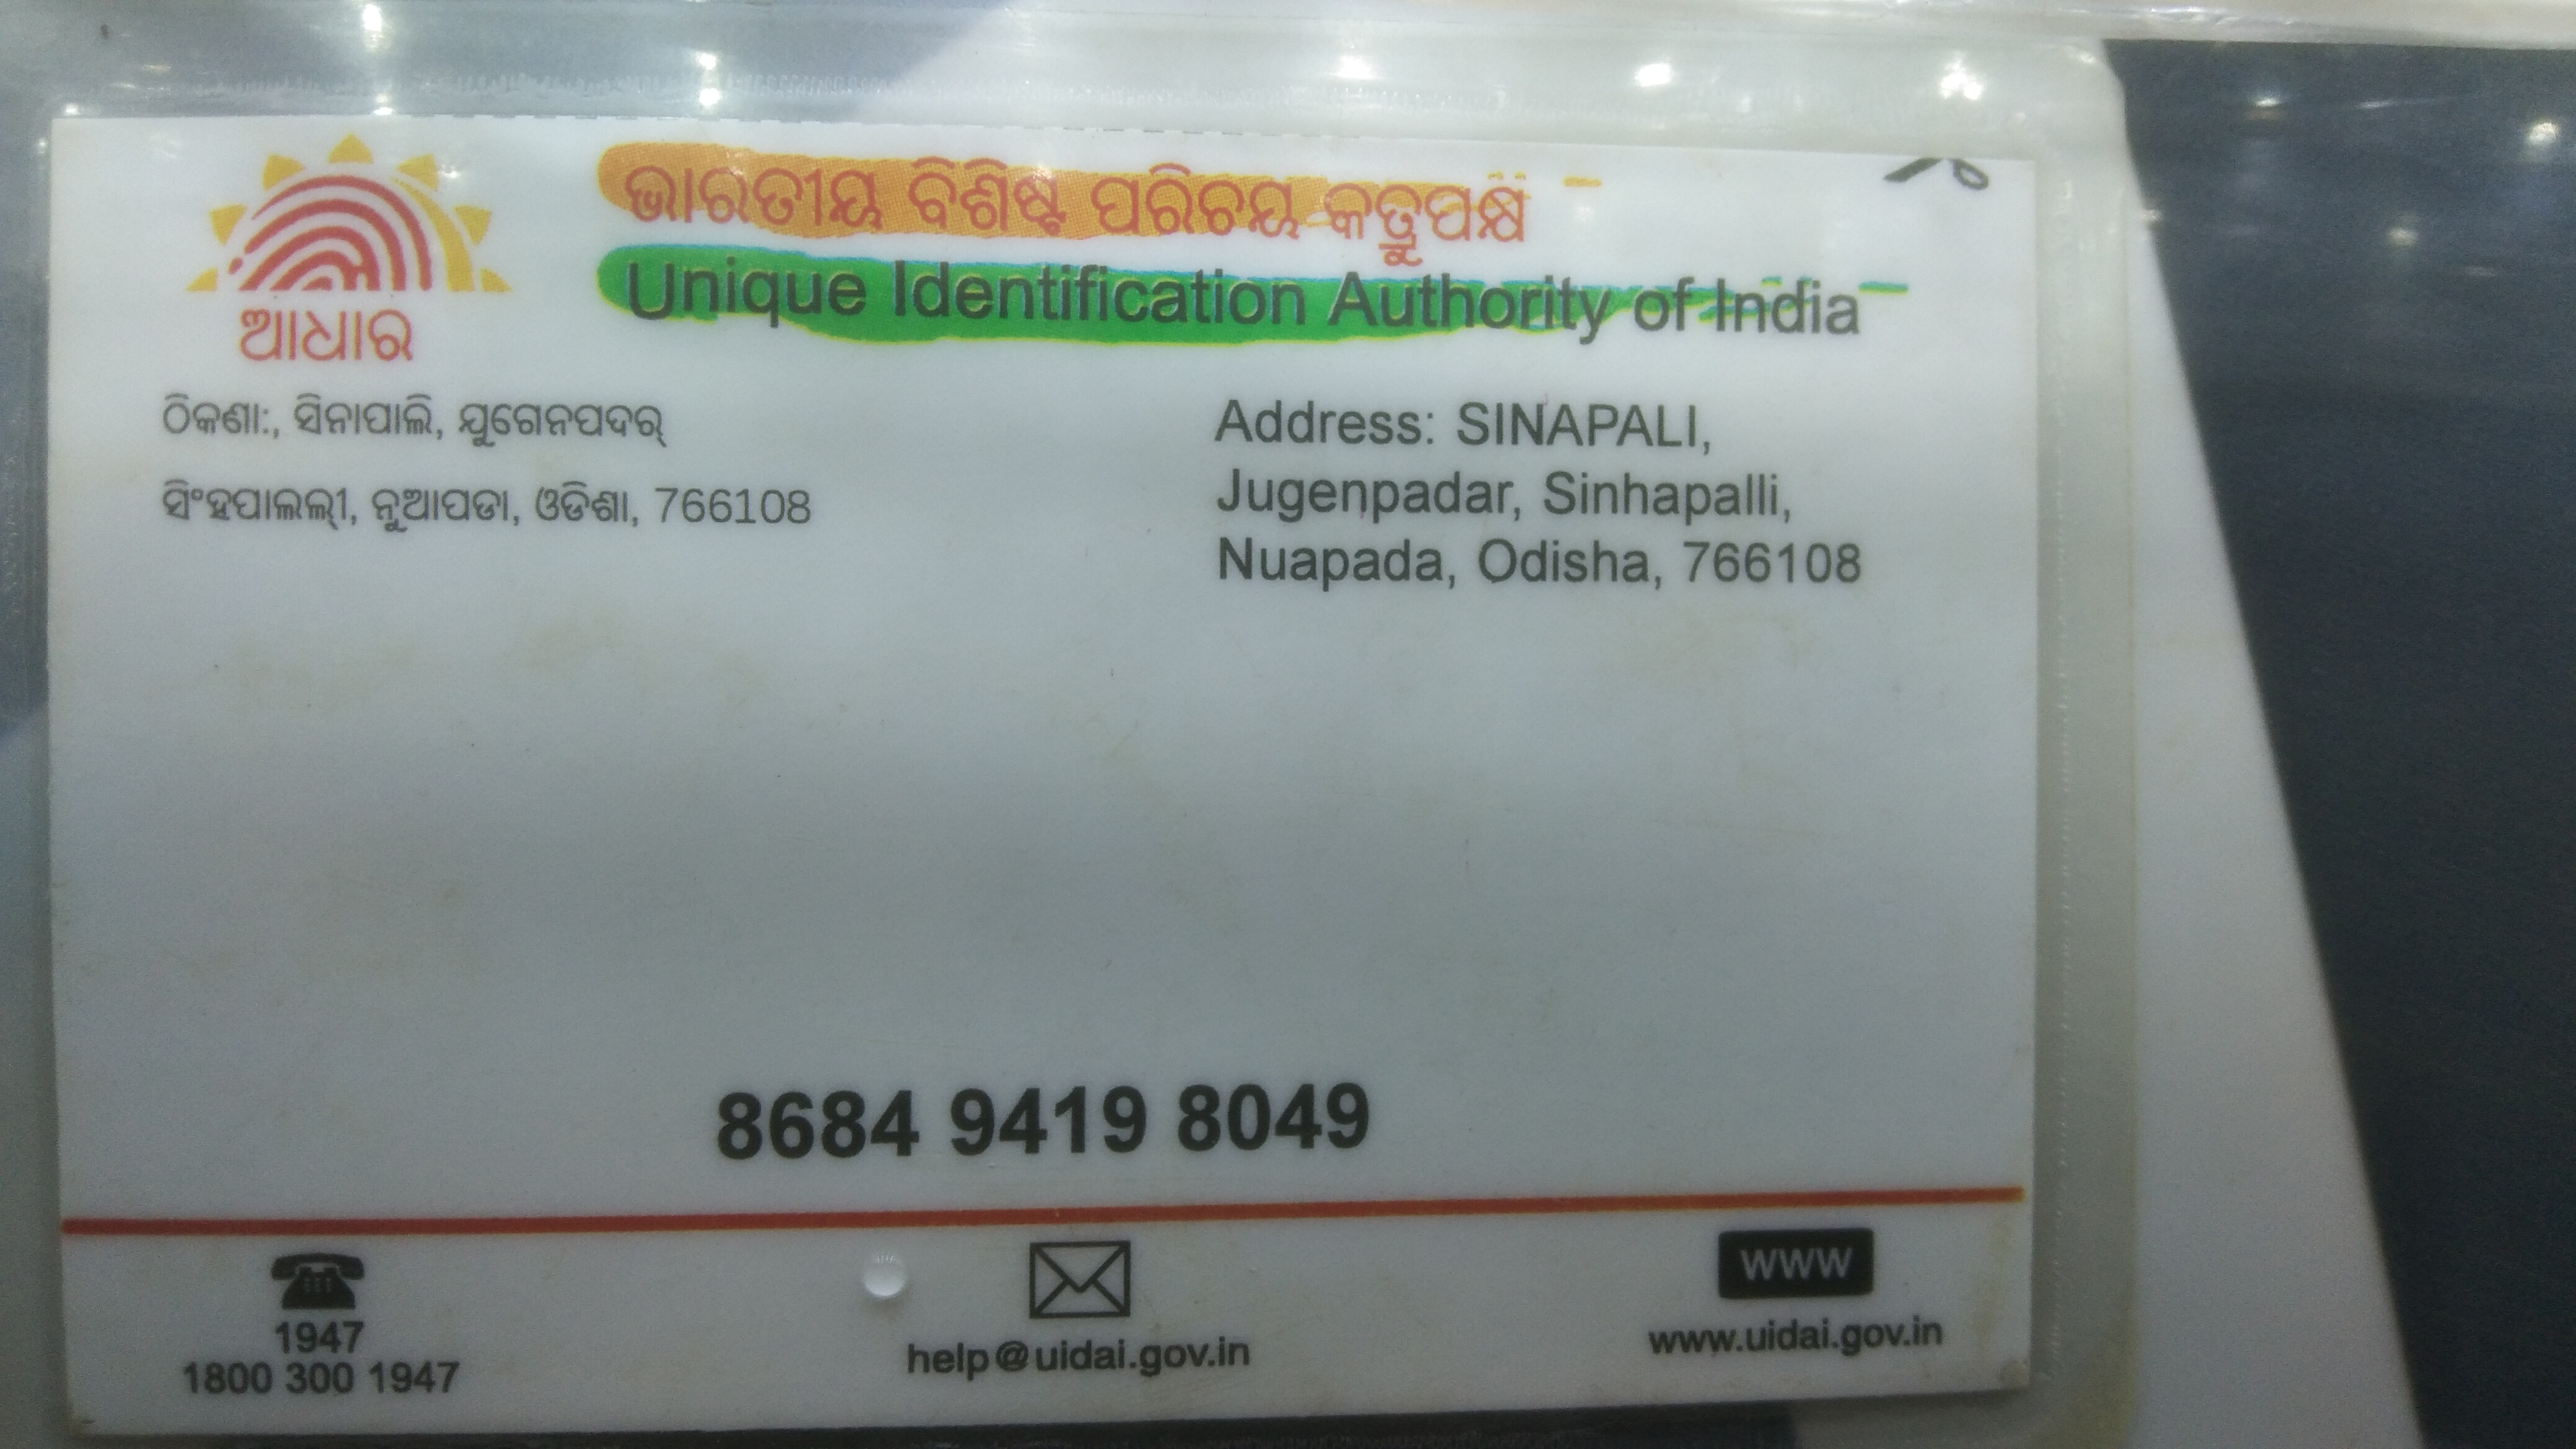 ଭାରତୀୟ ବିଶିଷ୍ଟ ପରିଚୟ କର୍ତ୍ତୁପକ୍ଷ
Unique Identification Authority of India
ଆଧାର
ଠିକଣା:, ସିନାପାଲି, ଯୁଗେନପଦର୍
ସିଂହପାଲଲ୍ଲୀ, ନୁଆପଡା, ଓଡିଶା, 766108
Address: SINAPALI,
Jugenpadar, Sinhapalli,
Nuapada, Odisha, 766108
8684 9419 8049
1947
1800 300 1947
help@uidai.gov.in
WWW
www.uidai.gov.in